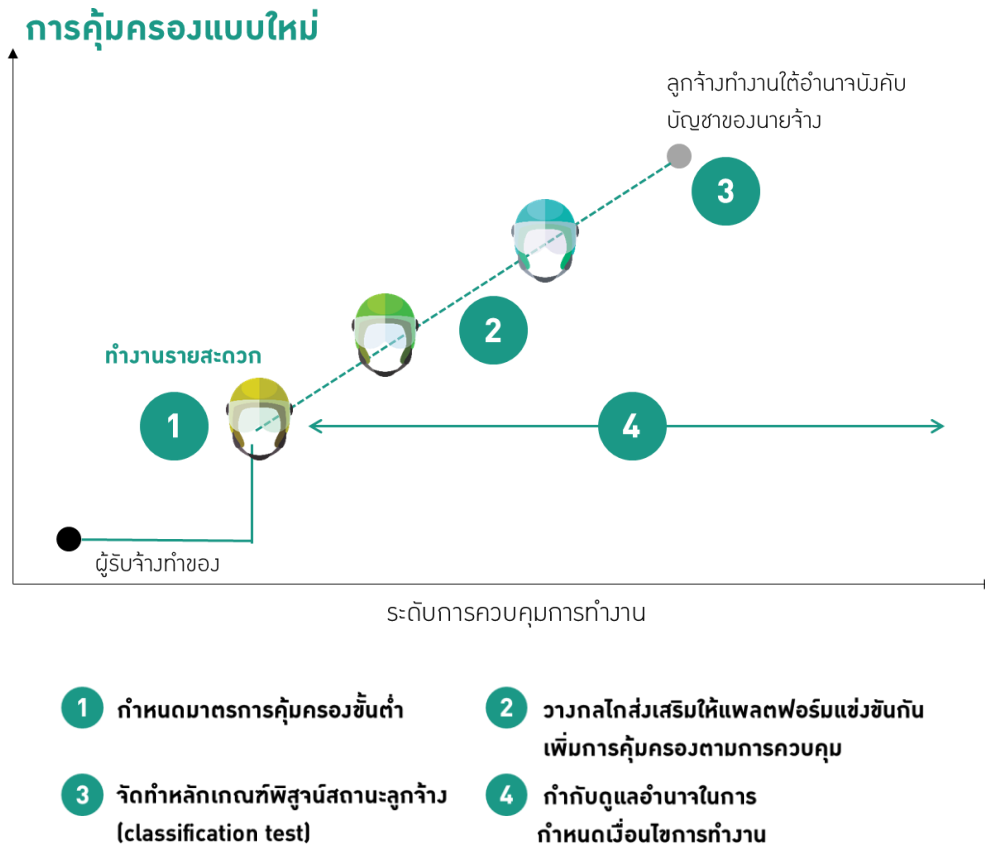 การคุ้มครองแบบใหม่
ลูกจ้างทำงานใต้อำนาจบังคับ
บัญชาของนายจ้าง
3
2
ทำงานรายสะดวก
1
4
ผู้รับจ้างทำของ
ระดับการควบคุมการทำงาน
1 กำหนดมาตรการคุ้มครองขั้นต่ำ
2 วางกลไกส่งเสริมให้แพลตฟอร์มแข่งขันกัน
เพิ่มการคุ้มครองตามการควบคุม
3 จัดทำหลักเกณฑ์พิสูจน์สถานะลูกจ้าง
(classification test)
4 กำกับดูแลอำนาจในการ
กำหนดเงื่อนไขการทำงาน